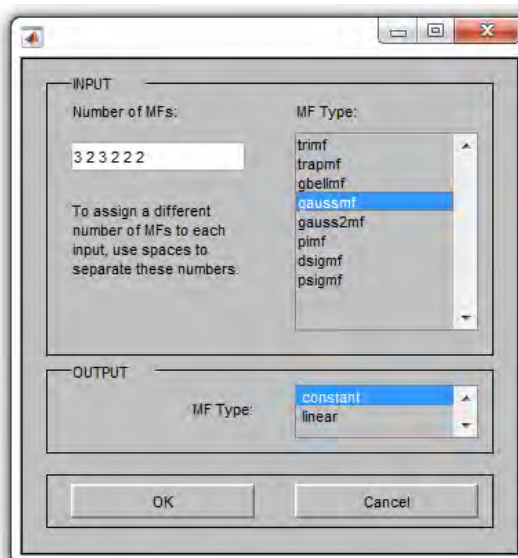 INPUT
Number of MFs:
MF Type:
3 2 3 2 2 2
To assign a different
number of MFs to each
input, use spaces to
separate these numbers.
trimf
trapmf
gbellmf
gaussmf
gauss2mf
pimf
dsigmf
psigmf
OUTPUT
MF Type:
constant
linear
OK
Cancel